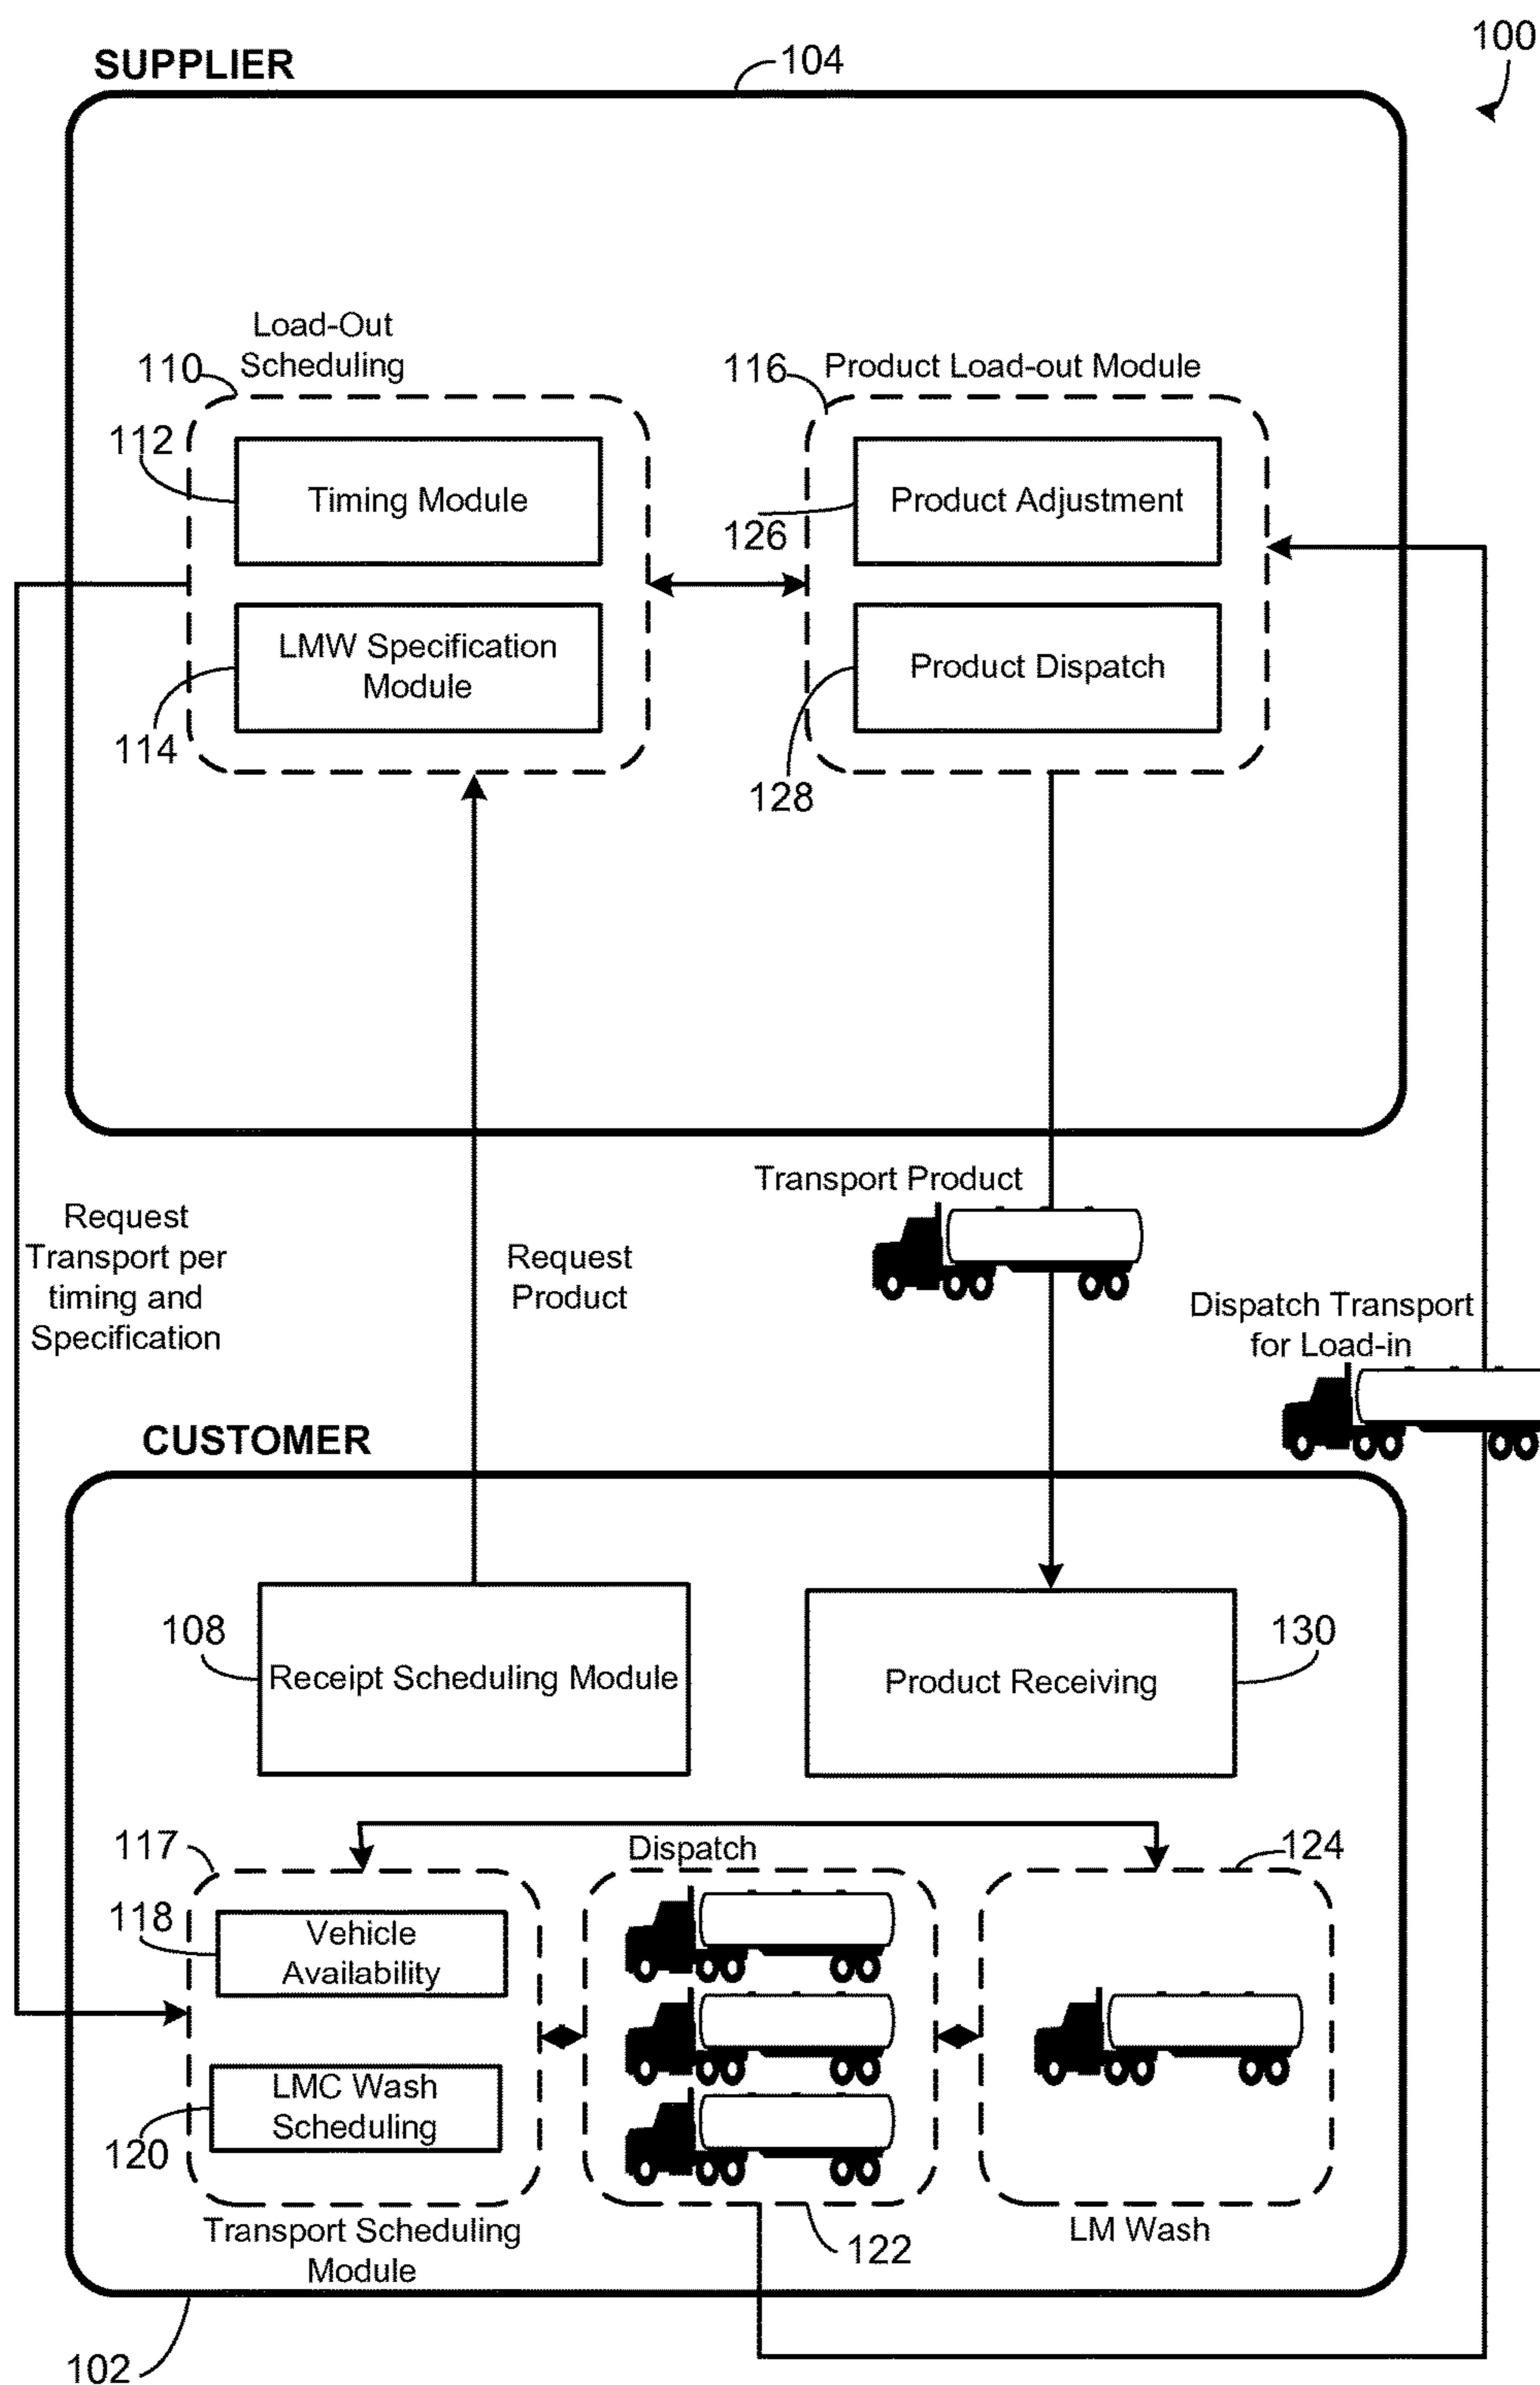 100
SUPPLIER
104
Load-Out
Scheduling
110
116
Product Load-out Module
112
Timing Module
Product Adjustment
126
LMW Specification
Module
114
Product Dispatch
128
Transport Product
Request
Transport per
timing and
Specification
Request
Product
Dispatch Transport
for Load-in
CUSTOMER
108
Receipt Scheduling Module
130
Product Receiving
117
Dispatch
124
118
Vehicle
Availability
LMC Wash
Scheduling
120
Transport Scheduling
Module
122
LM Wash
102